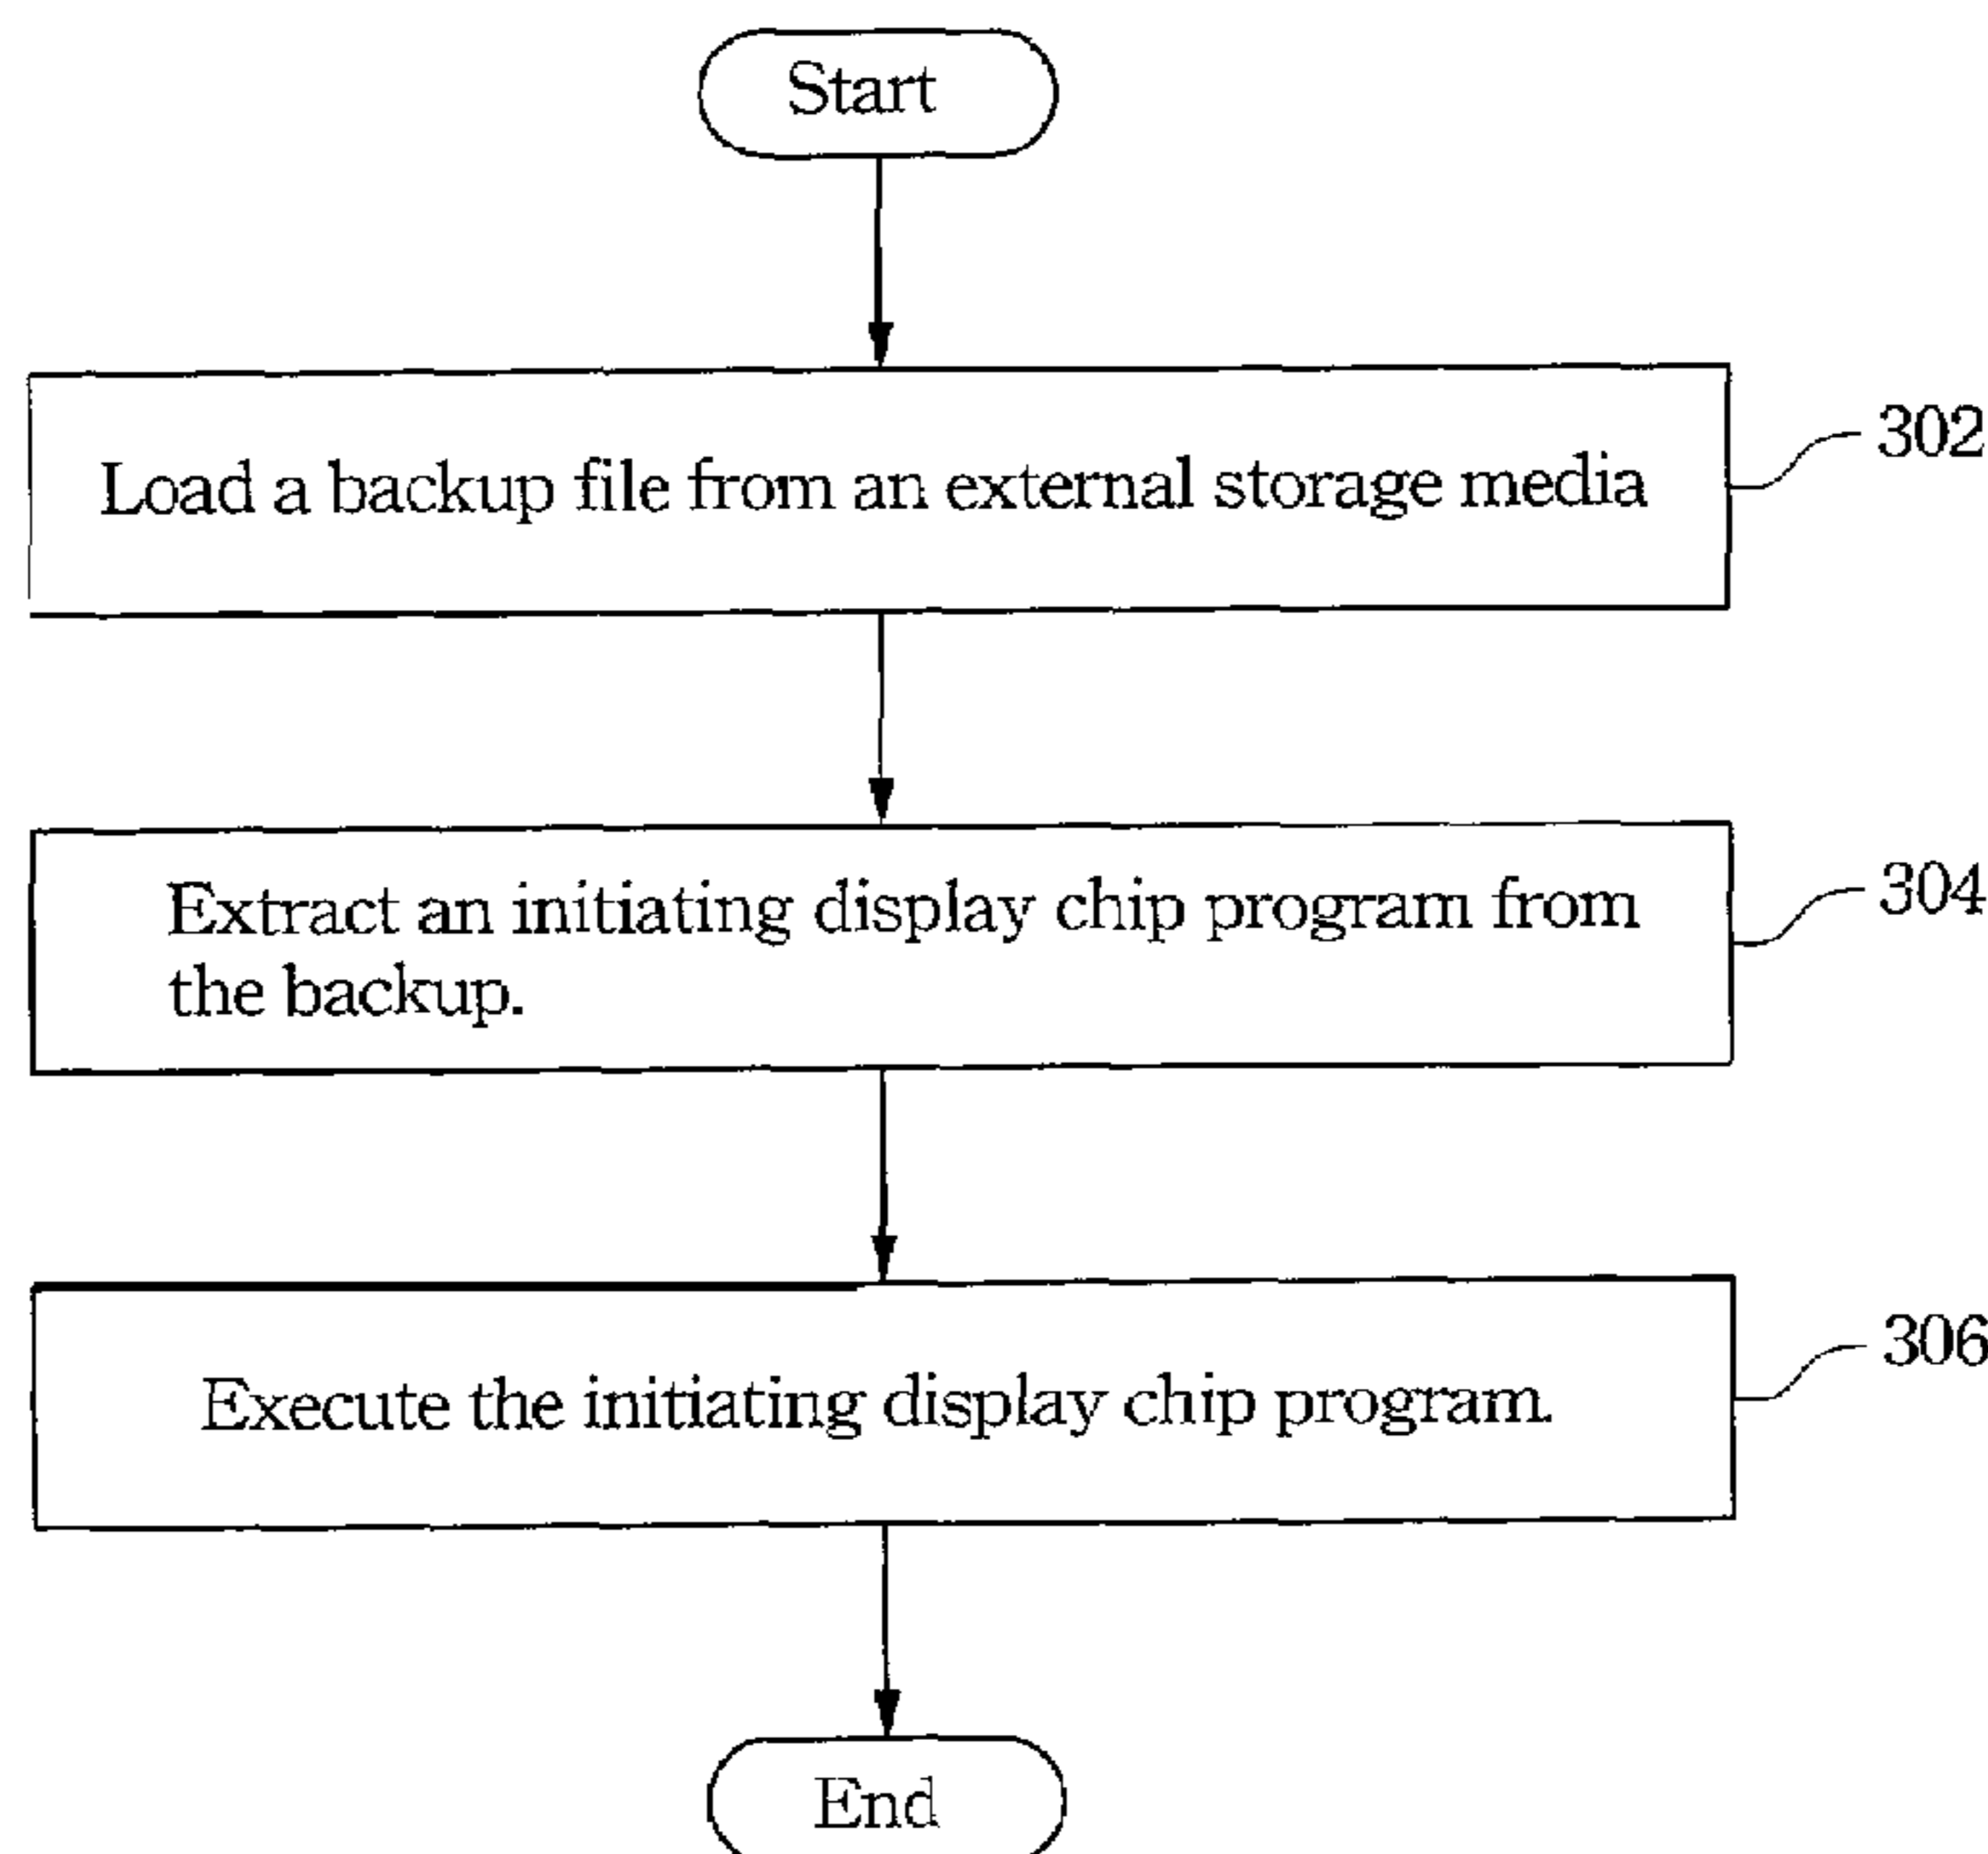 Start
Load a backup file from an external storage media
302
Extract an initiating display chip program from
the backup.
304
Execute the initiating display chip program.
306
End